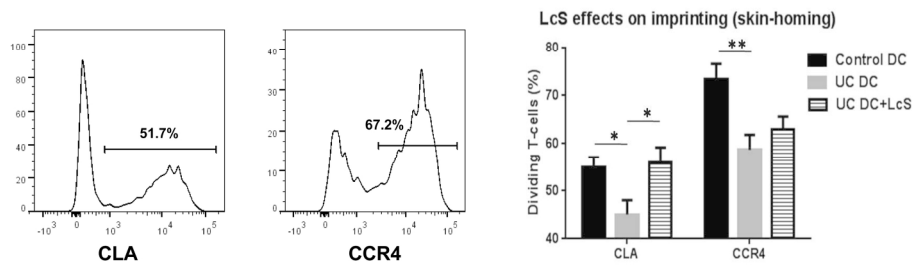 100
80
60
40
20
0
51.7%
-10^3 0 10^3 10^4 10^5
CLA
40
30
20
10
0
67.2%
-10^3 0 10^3 10^4 10^5
CCR4
LcS effects on imprinting (skin-homing)
Dividing T-cells (%)
80
70
60
50
40
*
*
**
CLA
CCR4
Control DC
UC DC
UC DC+LcS